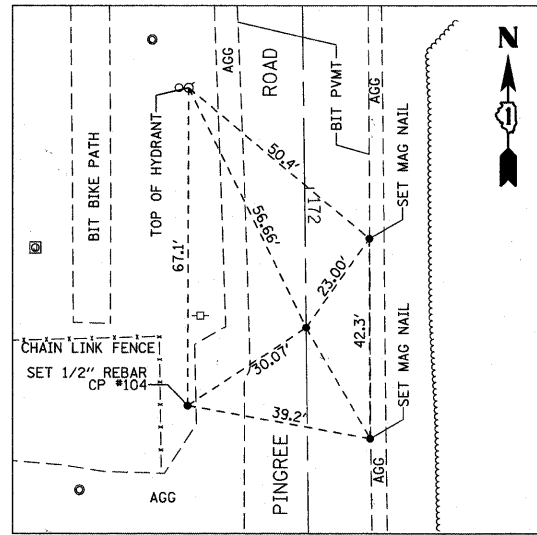 N
1
AGG
ROAD
BIT PVMT
AGG
BIT BIKE PATH
TOP OF HYDRANT
SET MAG NAIL
50.4'
172
56.66'
67.1'
23.00'
42.3'
CHAIN LINK FENCE
SET 1/2" REBAR
CP #104
30.07'
39.2'
SET MAG NAIL
PINGREE
AGG
AGG